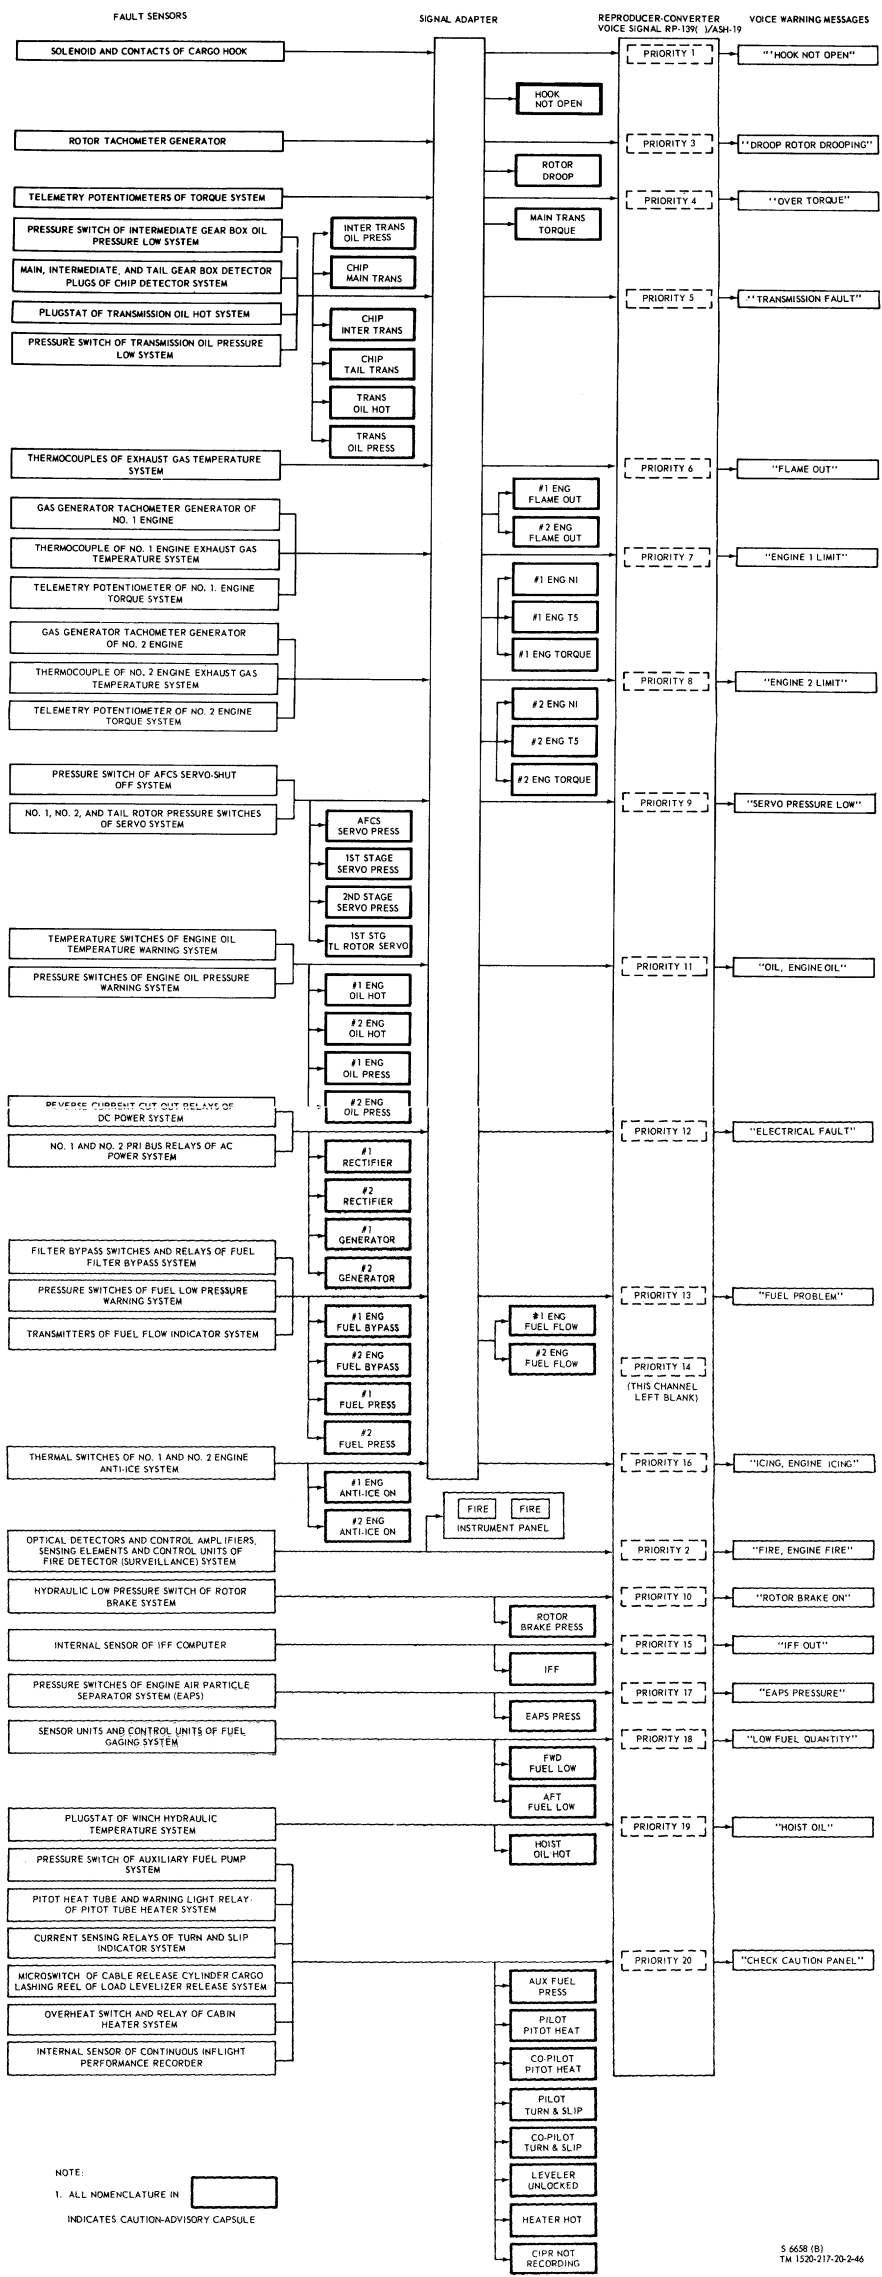 FAULT SENSORS
SIGNAL ADAPTER
REPRODUCER-CONVERTER
VOICE SIGNAL RP-139( )/ASH-19
VOICE WARNING MESSAGES
SOLENOID AND CONTACTS OF CARGO HOOK
PRIORITY 1
"'HOOK NOT OPEN"
HOOK
NOT OPEN
ROTOR TACHOMETER GENERATOR
PRIORITY 3
"DROOP ROTOR DROOPING"
ROTOR
DROOP
TELEMETRY POTENTIOMETERS OF TORQUE SYSTEM
PRIORITY 4
"OVER TORQUE"
MAIN TRANS
TORQUE
PRESSURE SWITCH OF INTERMEDIATE GEAR BOX OIL
PRESSURE LOW SYSTEM
INTER TRANS
OIL PRESS
MAIN, INTERMEDIATE, AND TAIL GEAR BOX DETECTOR
PLUGS OF CHIP DETECTOR SYSTEM
CHIP
MAIN TRANS
PRIORITY 5
"TRANSMISSION FAULT"
PLUGSTAT OF TRANSMISSION OIL HOT SYSTEM
CHIP
INTER TRANS
PRESSURE SWITCH OF TRANSMISSION OIL PRESSURE
LOW SYSTEM
CHIP
TAIL TRANS
TRANS
OIL HOT
TRANS
OIL PRESS
THERMOCOUPLES OF EXHAUST GAS TEMPERATURE
SYSTEM
PRIORITY 6
"FLAME OUT"
#1 ENG
FLAME OUT
#2 ENG
FLAME OUT
GAS GENERATOR TACHOMETER GENERATOR OF
NO. 1 ENGINE
THERMOCOUPLE OF NO. 1 ENGINE EXHAUST GAS
TEMPERATURE SYSTEM
PRIORITY 7
"ENGINE 1 LIMIT"
TELEMETRY POTENTIOMETER OF NO. 1. ENGINE
TORQUE SYSTEM
#1 ENG NI
#1 ENG T5
#1 ENG TORQUE
GAS GENERATOR TACHOMETER GENERATOR
OF NO. 2 ENGINE
THERMOCOUPLE OF NO. 2 ENGINE EXHAUST GAS
TEMPERATURE SYSTEM
PRIORITY 8
"ENGINE 2 LIMIT"
TELEMETRY POTENTIOMETER OF NO. 2 ENGINE
TORQUE SYSTEM
#2 ENG NI
#2 ENG T5
#2 ENG TORQUE
PRESSURE SWITCH OF AFCS SERVO-SHUT
OFF SYSTEM
PRIORITY 9
"SERVO PRESSURE LOW"
NO. 1, NO. 2, AND TAIL ROTOR PRESSURE SWITCHES
OF SERVO SYSTEM
AFCS
SERVO PRESS
1ST STAGE
SERVO PRESS
2ND STAGE
SERVO PRESS
1ST STG
TL ROTOR SERVO
TEMPERATURE SWITCHES OF ENGINE OIL
TEMPERATURE WARNING SYSTEM
PRIORITY 11
"OIL, ENGINE OIL"
PRESSURE SWITCHES OF ENGINE OIL PRESSURE
WARNING SYSTEM
#1 ENG
OIL HOT
#2 ENG
OIL HOT
#1 ENG
OIL PRESS
#2 ENG
OIL PRESS
REVERSE CURRENT CUT OUT RELAYS OF
DC POWER SYSTEM
PRIORITY 12
"ELECTRICAL FAULT"
NO. 1 AND NO. 2 PRI BUS RELAYS OF AC
POWER SYSTEM
#1
RECTIFIER
#2
RECTIFIER
#1
GENERATOR
#2
GENERATOR
FILTER BYPASS SWITCHES AND RELAYS OF FUEL
FILTER BYPASS SYSTEM
PRESSURE SWITCHES OF FUEL LOW PRESSURE
WARNING SYSTEM
PRIORITY 13
"FUEL PROBLEM"
TRANSMITTERS OF FUEL FLOW INDICATOR SYSTEM
#1 ENG
FUEL BYPASS
#1 ENG
FUEL FLOW
#2 ENG
FUEL BYPASS
#2 ENG
FUEL FLOW
PRIORITY 14
(THIS CHANNEL
LEFT BLANK)
#1
FUEL PRESS
#2
FUEL PRESS
THERMAL SWITCHES OF NO. 1 AND NO. 2 ENGINE
ANTI-ICE SYSTEM
PRIORITY 16
"ICING, ENGINE ICING"
#1 ENG
ANTI-ICE ON
#2 ENG
ANTI-ICE ON
FIRE
FIRE
INSTRUMENT PANEL
OPTICAL DETECTORS AND CONTROL AMPLIFIERS,
SENSING ELEMENTS AND CONTROL UNITS OF
FIRE DETECTOR (SURVEILLANCE) SYSTEM
PRIORITY 2
"FIRE, ENGINE FIRE"
HYDRAULIC LOW PRESSURE SWITCH OF ROTOR
BRAKE SYSTEM
PRIORITY 10
"ROTOR BRAKE ON"
ROTOR
BRAKE PRESS
INTERNAL SENSOR OF IFF COMPUTER
PRIORITY 15
"IFF OUT"
IFF
PRESSURE SWITCHES OF ENGINE AIR PARTICLE
SEPARATOR SYSTEM (EAPS)
PRIORITY 17
"EAPS PRESSURE"
EAPS PRESS
SENSOR UNITS AND CONTROL UNITS OF FUEL
GAGING SYSTEM
PRIORITY 18
"LOW FUEL QUANTITY"
FWD
FUEL LOW
AFT
FUEL LOW
PLUGSTAT OF WINCH HYDRAULIC
TEMPERATURE SYSTEM
PRIORITY 19
"HOIST OIL"
HOIST
OIL HOT
PRESSURE SWITCH OF AUXILIARY FUEL PUMP
SYSTEM
PITOT HEAT TUBE AND WARNING LIGHT RELAY
OF PITOT TUBE HEATER SYSTEM
CURRENT SENSING RELAYS OF TURN AND SLIP
INDICATOR SYSTEM
PRIORITY 20
"CHECK CAUTION PANEL"
MICROSWITCH OF CABLE RELEASE CYLINDER CARGO
LASHING REEL OF LOAD LEVELIZER RELEASE SYSTEM
AUX FUEL
PRESS
OVERHEAT SWITCH AND RELAY OF CABIN
HEATER SYSTEM
PILOT
PITOT HEAT
INTERNAL SENSOR OF CONTINUOUS INFLIGHT
PERFORMANCE RECORDER
CO-PILOT
PITOT HEAT
PILOT
TURN & SLIP
CO-PILOT
TURN & SLIP
LEVELER
UNLOCKED
HEATER HOT
CIPR NOT
RECORDING
NOTE:
1. ALL NOMENCLATURE IN
INDICATES CAUTION-ADVISORY CAPSULE
S 6658 (B)
TM 1520-217-20-2-46